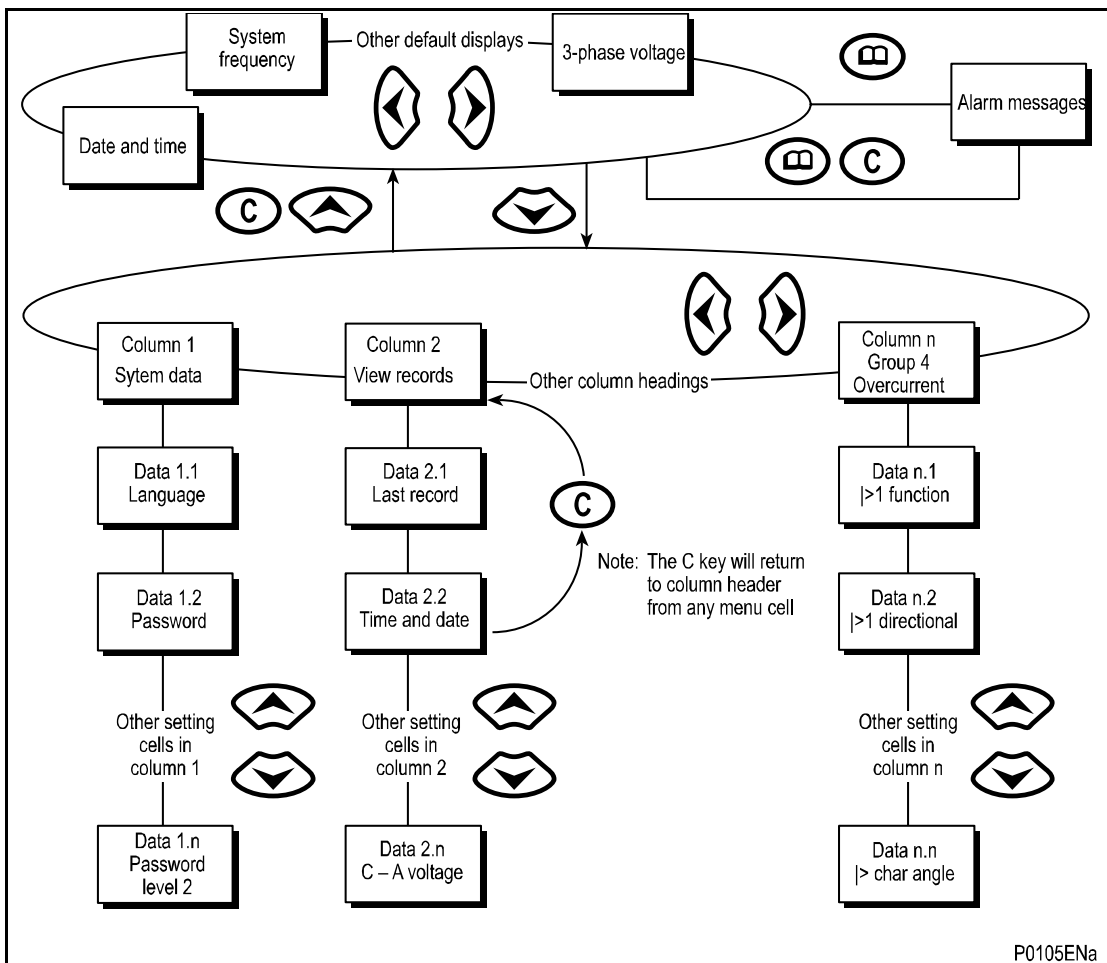 System
frequency
Other default displays
3-phase voltage
Alarm messages
Date and time
C
C
Column 1
Sytem data
Column 2
View records
Other column headings
Column n
Group 4
Overcurrent
Data 1.1
Language
Data 2.1
Last record
Data n.1
|>1 function
C
Note: The C key will return
to column header
from any menu cell
Data 1.2
Password
Data 2.2
Time and date
Data n.2
|>1 directional
Other setting
cells in
column 1
Other setting
cells in
column 2
Other setting
cells in
column n
Data 1.n
Password
level 2
Data 2.n
C – A voltage
Data n.n
|> char angle
P0105ENa